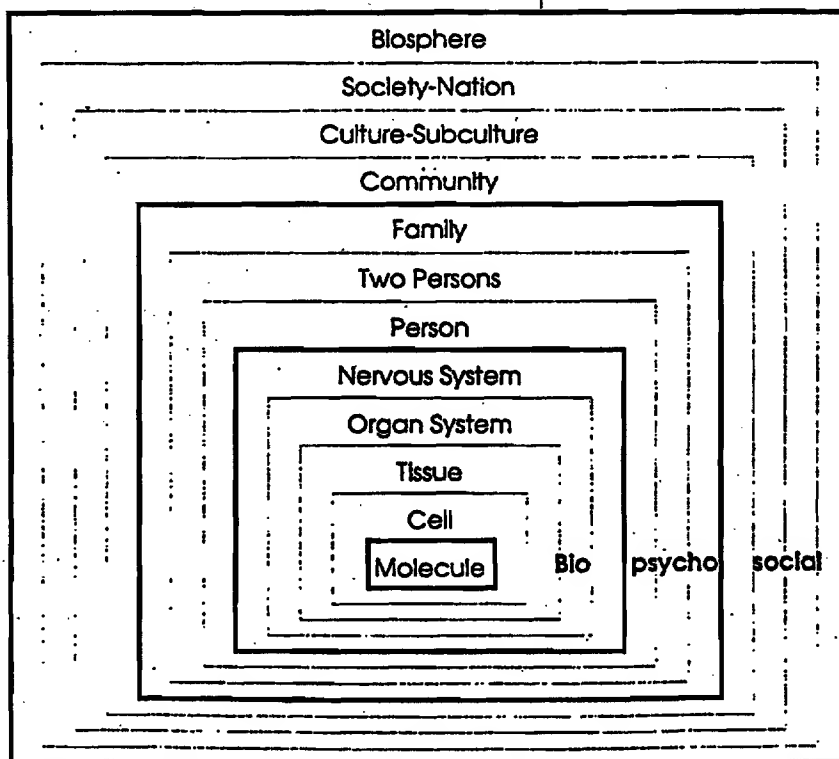 Biosphere
Society-Nation
Culture-Subculture
Community
Family
Two Persons
Person
Nervous System
Organ System
Tissue
Cell
Molecule Bio psycho social